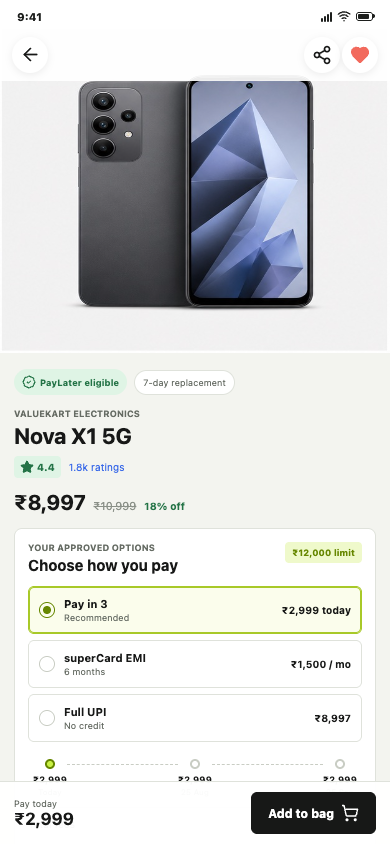 9:41
PayLater eligible
7-day replacement
VALUEKART ELECTRONICS
Nova X1 5G
4.4 1.8k ratings
₹8,997 ₹10,999 18% off
YOUR APPROVED OPTIONS
₹12,000 limit
Choose how you pay
Pay in 3
Recommended
₹2,999 today
superCard EMI
6 months
₹1,500 / mo
Full UPI
No credit
₹8,997
₹2,999 ₹2,999 ₹2,999
Pay today
₹2,999
Add to bag